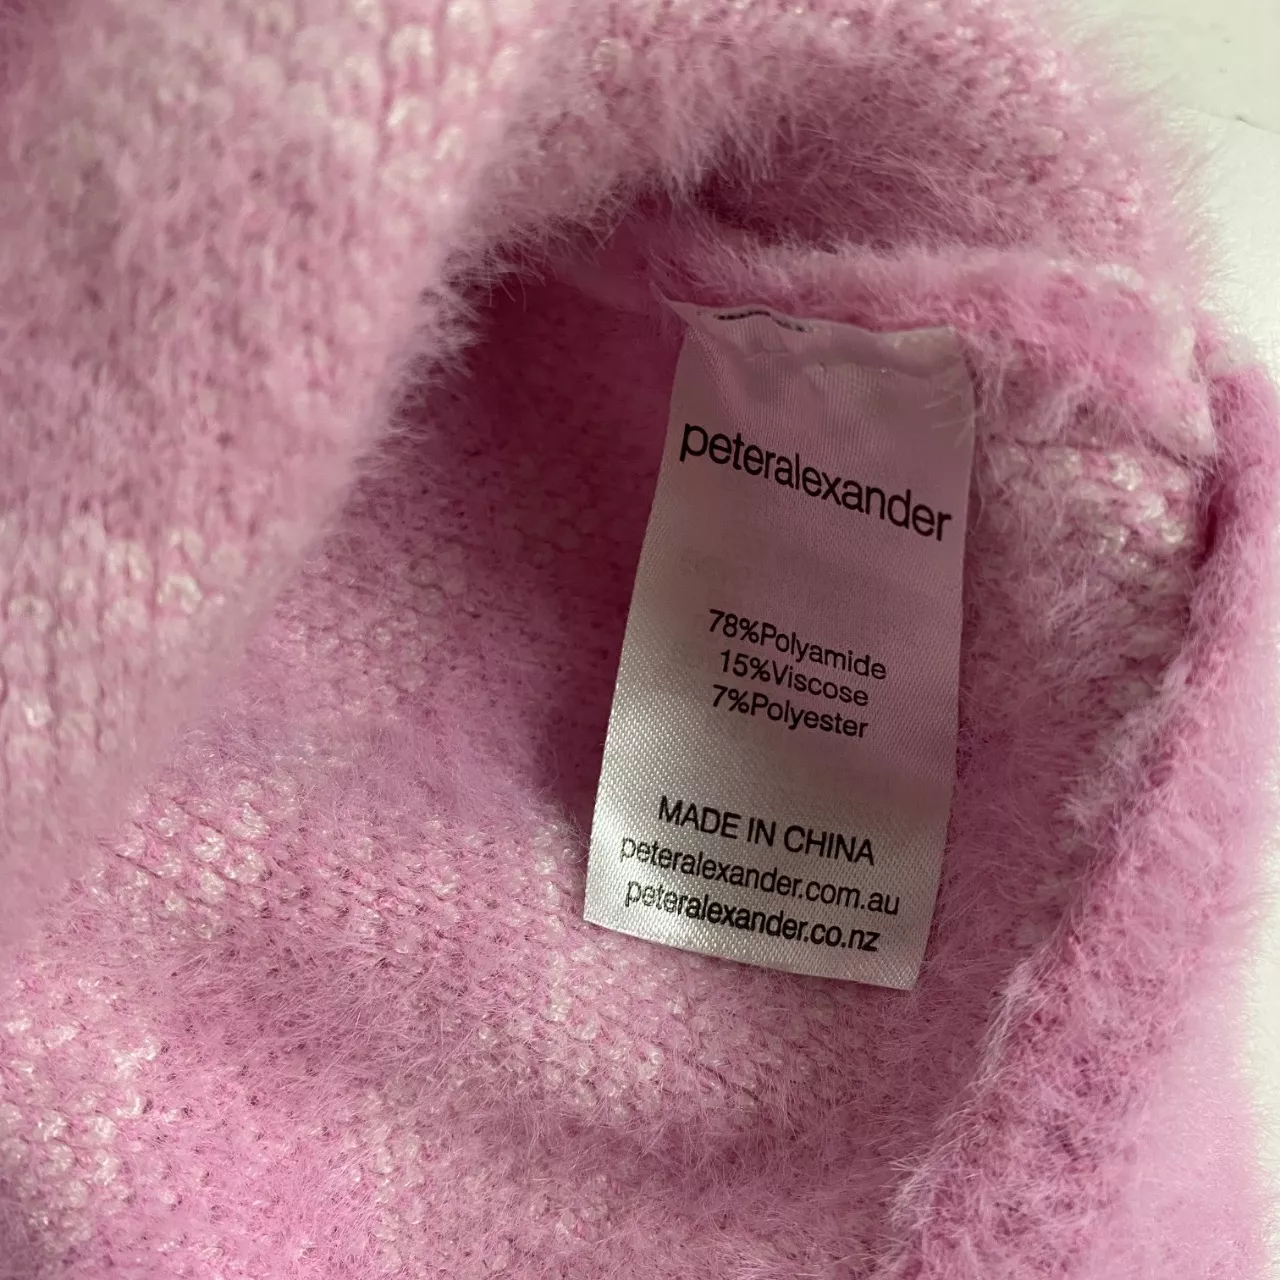 peteralexander
78%Polyamide
15%Viscose
7%Polyester
MADE IN CHINA
peteralexander.com.au
peteralexander.co.nz